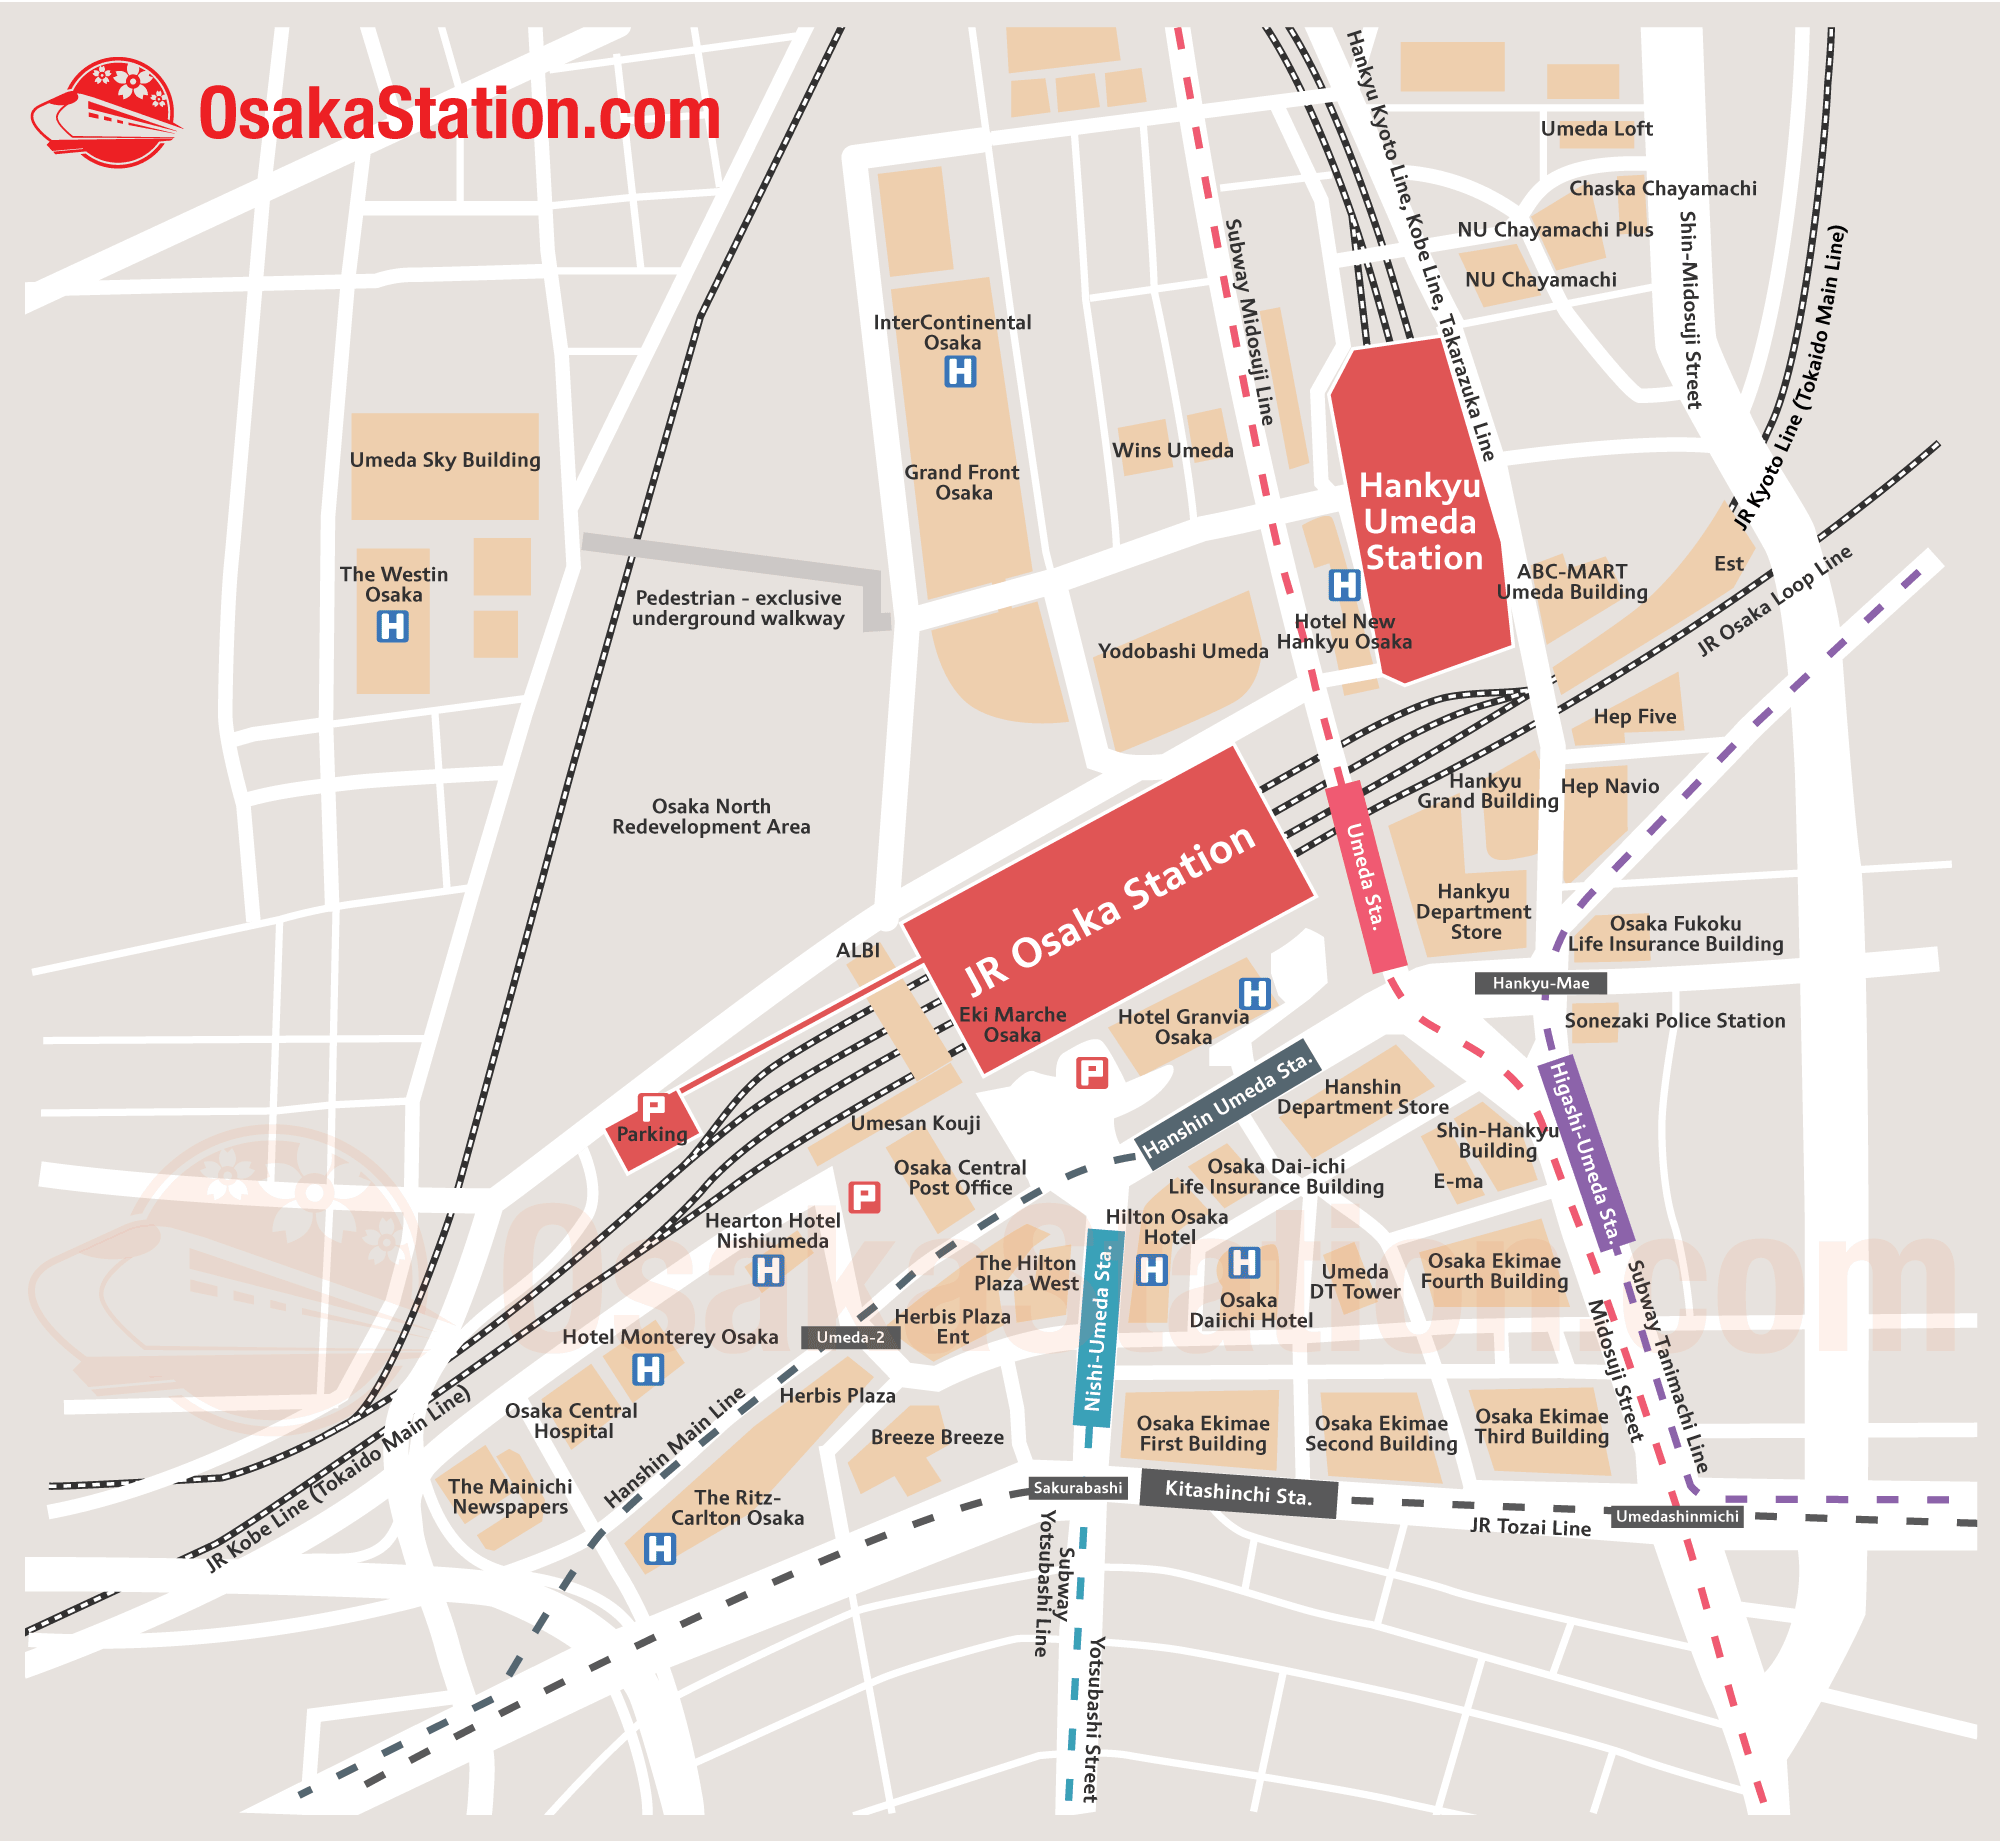 OsakaStation.com
Hankyu Kyoto Line, Kobe Line, Takarazuka Line
Umeda Loft
Chaska Chayamachi
NU Chayamachi Plus
NU Chayamachi
Shin-Midosuji Street
JR Kyoto Line (Tokaido Main Line)
Subway Midosuji Line
InterContinental
Osaka
H
Umeda Sky Building
Grand Front
Osaka
Wins Umeda
Hankyu
Umeda
Station
The Westin
Osaka
H
Pedestrian - exclusive
underground walkway
Yodobashi Umeda
H
Hotel New
Hankyu Osaka
ABC-MART
Umeda Building
Est
JR Osaka Loop Line
Hep Five
Hankyu
Grand Building
Hep Navio
Osaka North
Redevelopment Area
JR Osaka Station
Umeda Sta.
Hankyu
Department
Store
Osaka Fukoku
Life Insurance Building
ALBI
Hankyu-Mae
Eki Marche
Osaka
H
Hotel Granvia
Osaka
Sonezaki Police Station
P
P
Parking
Hanshin Umeda Sta.
Hanshin
Department Store
Higashi-Umeda Sta.
Umesan Kouji
Shin-Hankyu
Building
E-ma
Osaka Central
Post Office
P
Osaka Dai-ichi
Life Insurance Building
Hearton Hotel
Nishiumeda
H
Hilton Osaka
Hotel
H
H
The Hilton
Plaza West
Nishi-Umeda Sta.
Osaka
Daiichi Hotel
Umeda
DT Tower
Osaka Ekimae
Fourth Building
OsakaStation.com
Herbis Plaza
Ent
Umeda-2
Hotel Monterey Osaka
H
Midosuji Street
Subway Tanimachi Line
Herbis Plaza
Osaka Central
Hospital
Hanshin Main Line
JR Kobe Line (Tokaido Main Line)
Breeze Breeze
Osaka Ekimae
First Building
Osaka Ekimae
Second Building
Osaka Ekimae
Third Building
The Mainichi
Newspapers
The Ritz-
Carlton Osaka
H
Sakurabashi
Kitashinchi Sta.
JR Tozai Line
Umedashinmichi
Subway
Yotsubashi Line
Yotsubashi Street